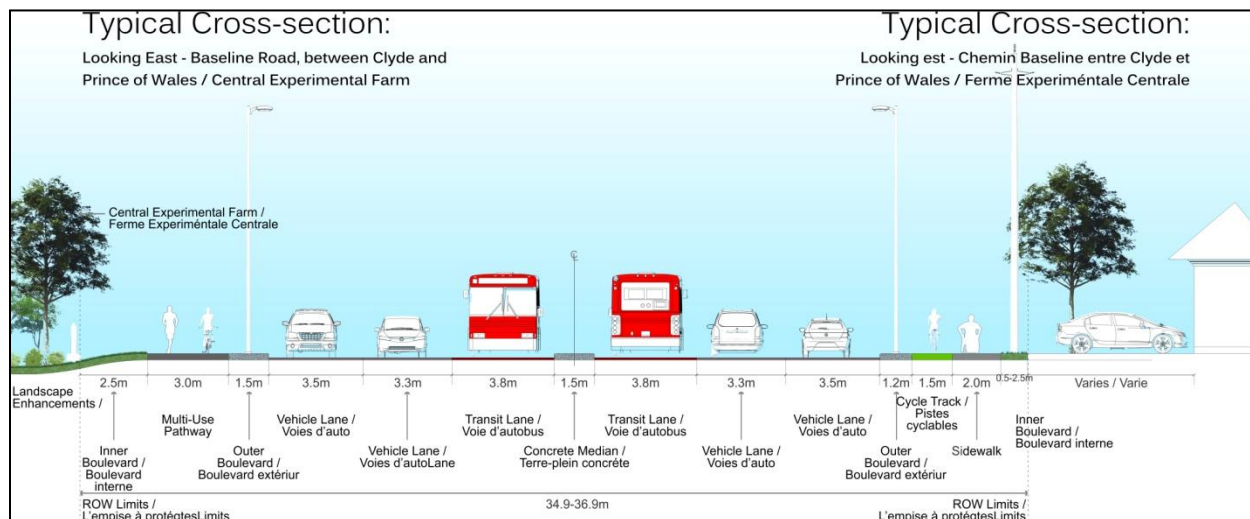 Typical Cross-section:
Looking East - Baseline Road, between Clyde and
Prince of Wales / Central Experimental Farm
Typical Cross-section:
Looking est - Chemin Baseline entre Clyde et
Prince of Wales / Ferme Expériméntale Centrale
Central Experimental Farm /
Ferme Expériméntale Centrale
℄
2.5m 3.0m 1.5m 3.5m 3.3m 3.8m 1.5m 3.8m 3.3m 3.5m 1.2m 1.5m 2.0m 0.5-2.5m Varies / Varie
Landscape
Enhancements /
Inner
Boulevard /
Boulevard
interne
Multi-Use
Pathway
Outer
Boulevard /
Boulevard extériur
Vehicle Lane /
Voies d'auto
Vehicle Lane /
Voies d'autoLane
Transit Lane /
Voie d'autobus
Concrete Median /
Terre-plein concréte
Transit Lane /
Voie d'autobus
Vehicle Lane /
Voies d'auto
Vehicle Lane /
Voies d'auto
Outer
Boulevard /
Boulevard extériur
Cycle Track /
Pistes
cyclables
Sidewalk
Inner
Boulevard /
Boulevard interne
ROW Limits /
L'empise à protégtesLimits
34.9-36.9m
ROW Limits /
L'empise à protégtesLimits